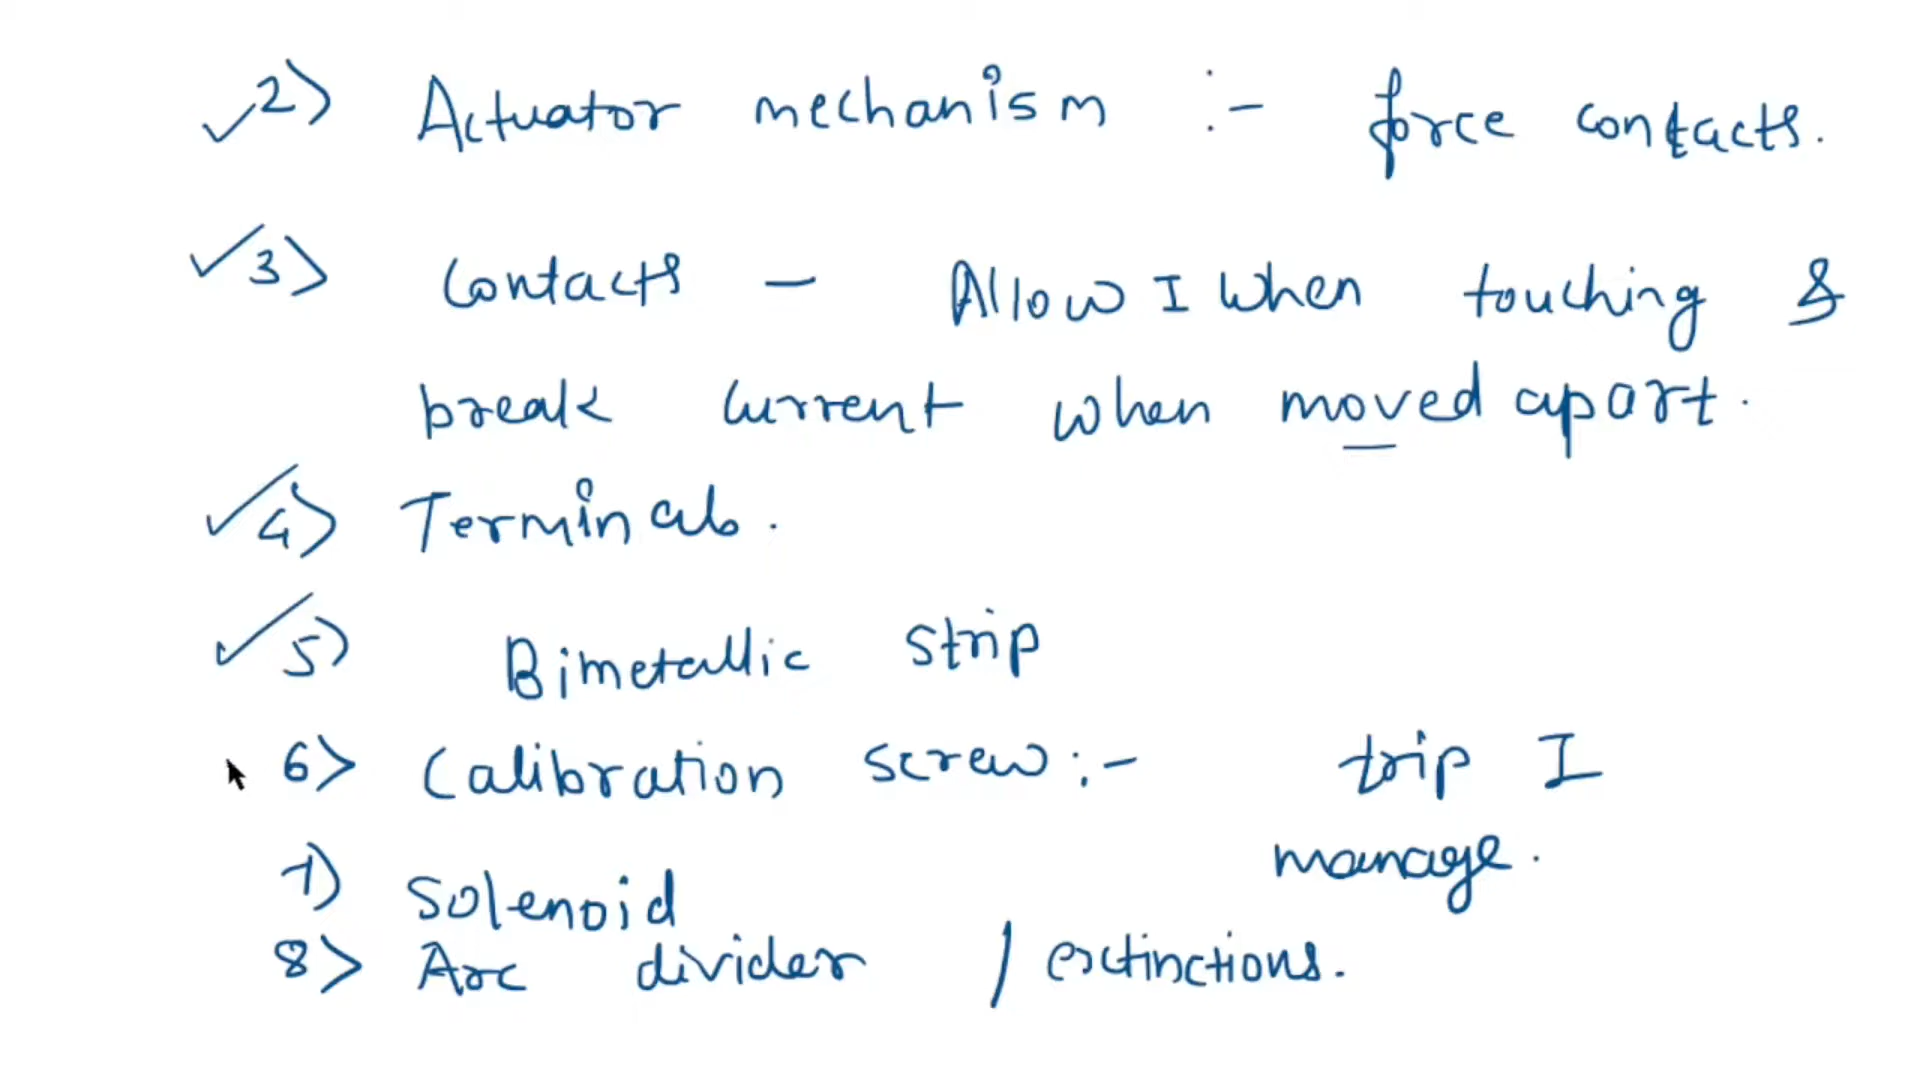 2) Actuator mechanism :- force contacts.
3) Contacts - Allow I when touching &
break current when moved apart.
4) Terminals.
5) Bimetallic strip
6) Calibration screw :- trip I
manage.
7) Solenoid
8) Arc divider / extinctions.